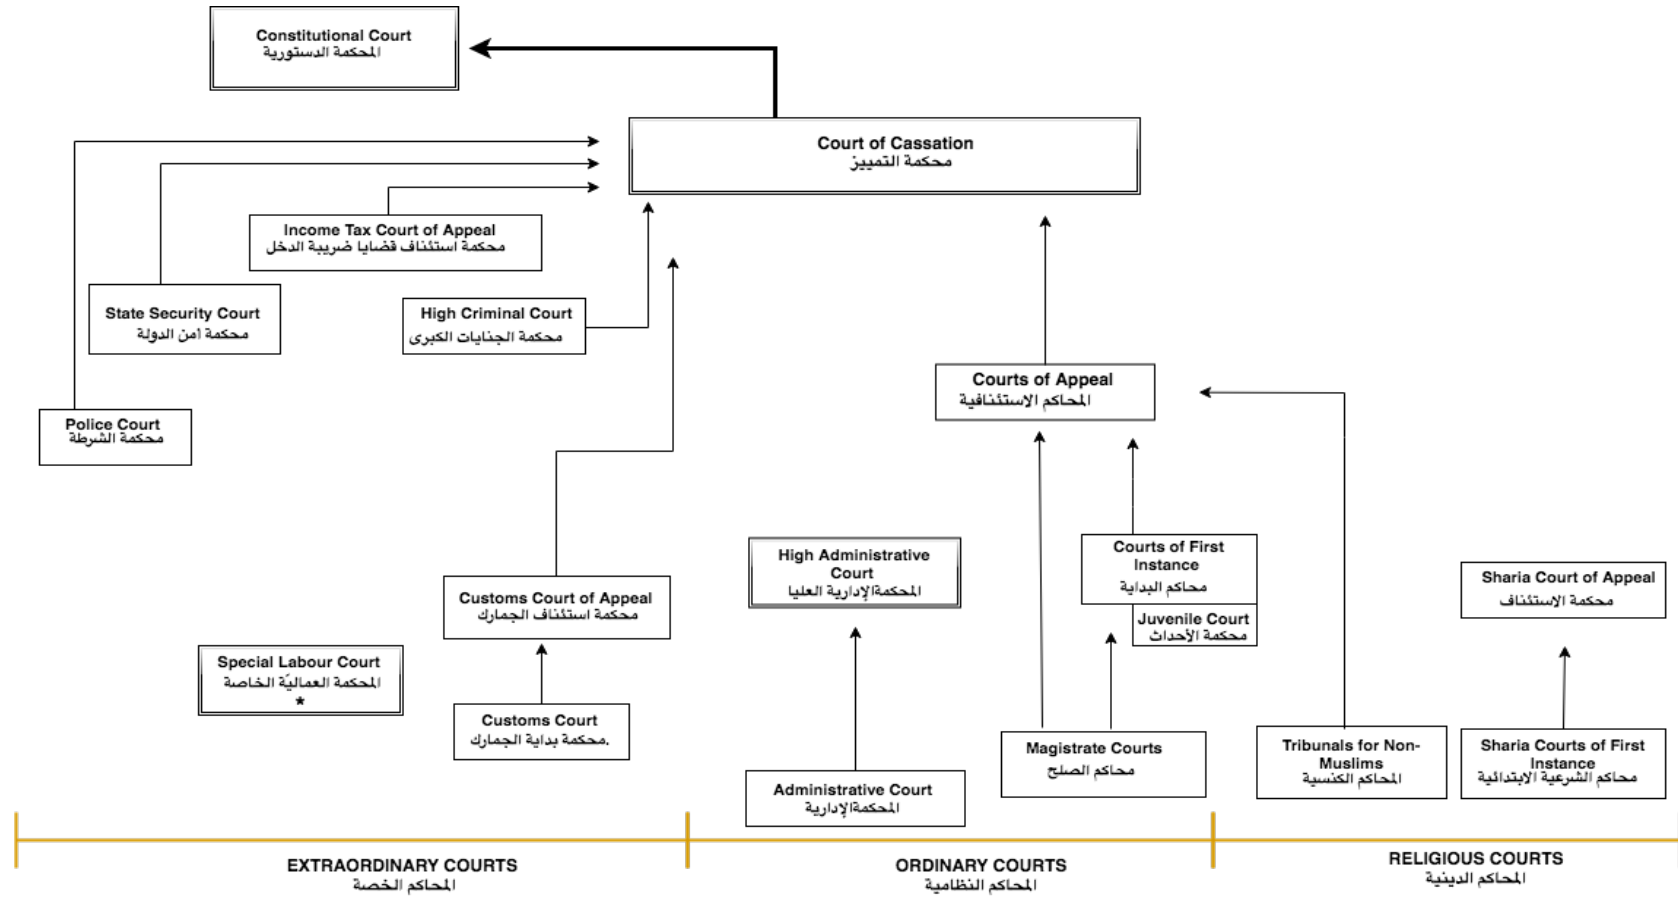 Constitutional Court
المحكمة الدستورية
Court of Cassation
محكمة التمييز
Income Tax Court of Appeal
محكمة استئناف قضايا ضريبة الدخل
State Security Court
محكمة أمن الدولة
High Criminal Court
محكمة الجنايات الكبرى
Courts of Appeal
المحاكم الاستئنافية
Police Court
محكمة الشرطة
High Administrative
Court
المحكمةالإدارية العليا
Courts of First
Instance
محاكم البداية
Juvenile Court
محكمة الأحداث
Sharia Court of Appeal
محكمة الإستئناف
Customs Court of Appeal
محكمة استئناف الجمارك
Special Labour Court
المحكمة العماليّة الخاصة
*
Customs Court
محكمة بداية الجمارك.
Magistrate Courts
محاكم الصلح
Tribunals for Non-
Muslims
المحاكم الكنسية
Sharia Courts of First
Instance
محاكم الشرعية الابتدائية
Administrative Court
المحكمةالإدارية
EXTRAORDINARY COURTS
المحاكم الخصة
ORDINARY COURTS
المحاكم النظامية
RELIGIOUS COURTS
المحاكم الدينية